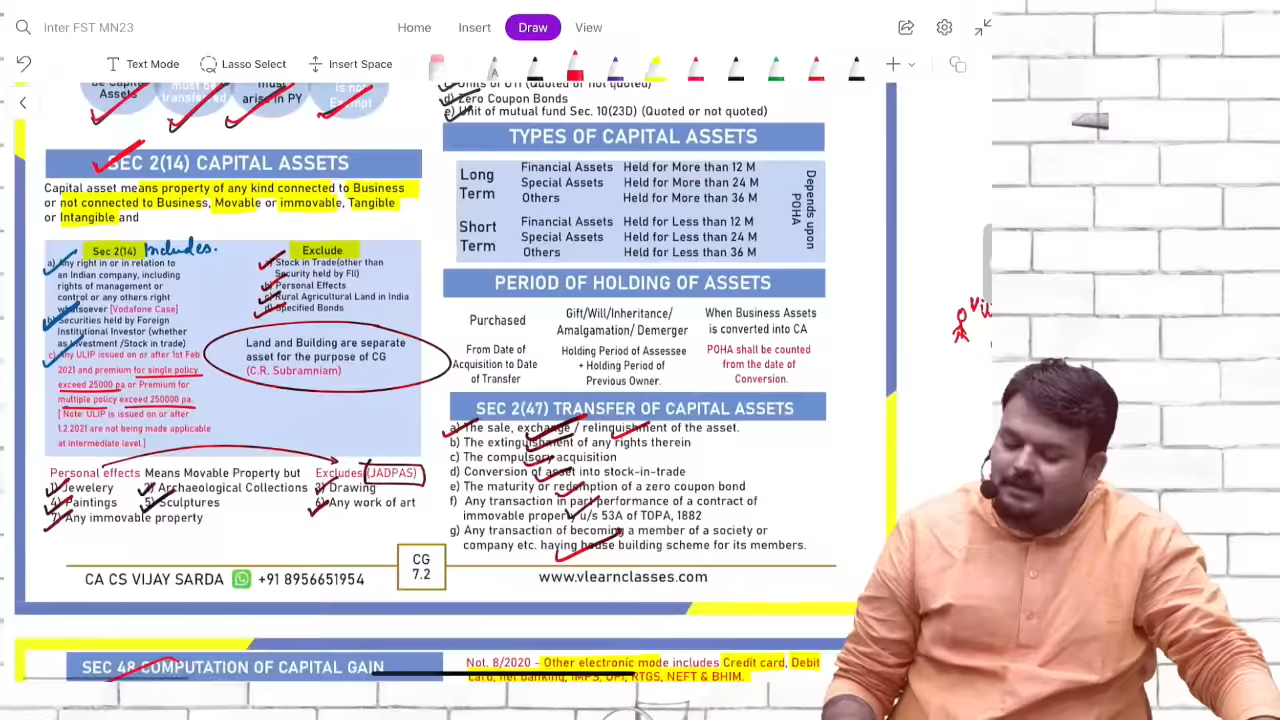 Inter FST MN23
Home
Insert
Draw
View
Text Mode
Lasso Select
Insert Space
be Capital
Assets
must be
transferred
must
arise in PY
is not
Exempt
SEC 2(14) CAPITAL ASSETS
Capital asset means property of any kind connected to Business
or not connected to Business, Movable or immovable, Tangible
or Intangible and
Sec 2(14) includes.
a) Any right in or in relation to
an Indian company, including
rights of management or
control or any others right
whatsoever [Vodafone Case]
b) Securities held by Foreign
Institutional Investor (whether
as Investment /Stock in trade)
c) Any ULIP issued on or after 1st Feb
2021 and premium for single policy
exceed 25000 pa or Premium for
multiple policy exceed 250000 pa.
[ Note: ULIP is issued on or after
1.2.2021 are not being made applicable
at intermediate level.]
Exclude
a) Stock in Trade(other than
Security held by FII)
b) Personal Effects
c) Rural Agricultural Land in India
d) Specified Bonds
Land and Building are separate
asset for the purpose of CG
(C.R. Subramniam)
Personal effects Means Movable Property but Excludes (JADPAS)
1) Jewelery 2) Archaeological Collections 3) Drawing
4) Paintings 5) Sculptures 6) Any work of art
7) Any immovable property
CA CS VIJAY SARDA +91 8956651954
CG
7.2
c) Units of UTI (Quoted or not quoted)
d) Zero Coupon Bonds
e) Unit of mutual fund Sec. 10(23D) (Quoted or not quoted)
TYPES OF CAPITAL ASSETS
Long
Term
Financial Assets Held for More than 12 M
Special Assets Held for More than 24 M
Others Held for More than 36 M
Short
Term
Financial Assets Held for Less than 12 M
Special Assets Held for Less than 24 M
Others Held for Less than 36 M
Depends upon
POHA
PERIOD OF HOLDING OF ASSETS
Purchased
From Date of
Acquisition to Date
of Transfer
Gift/Will/Inheritance/
Amalgamation/ Demerger
Holding Period of Assessee
+ Holding Period of
Previous Owner.
When Business Assets
is converted into CA
POHA shall be counted
from the date of
Conversion.
SEC 2(47) TRANSFER OF CAPITAL ASSETS
a) The sale, exchange / relinquishment of the asset.
b) The extinguishment of any rights therein
c) The compulsory acquisition
d) Conversion of asset into stock-in-trade
e) The maturity or redemption of a zero coupon bond
f) Any transaction in part performance of a contract of
immovable property u/s 53A of TOPA, 1882
g) Any transaction of becoming a member of a society or
company etc. having house building scheme for its members.
www.vlearnclasses.com
SEC 48 COMPUTATION OF CAPITAL GAIN
Not. 8/2020 - Other electronic mode includes Credit card, Debit
Card, net banking, IMPS, UPI, RTGS, NEFT & BHIM.